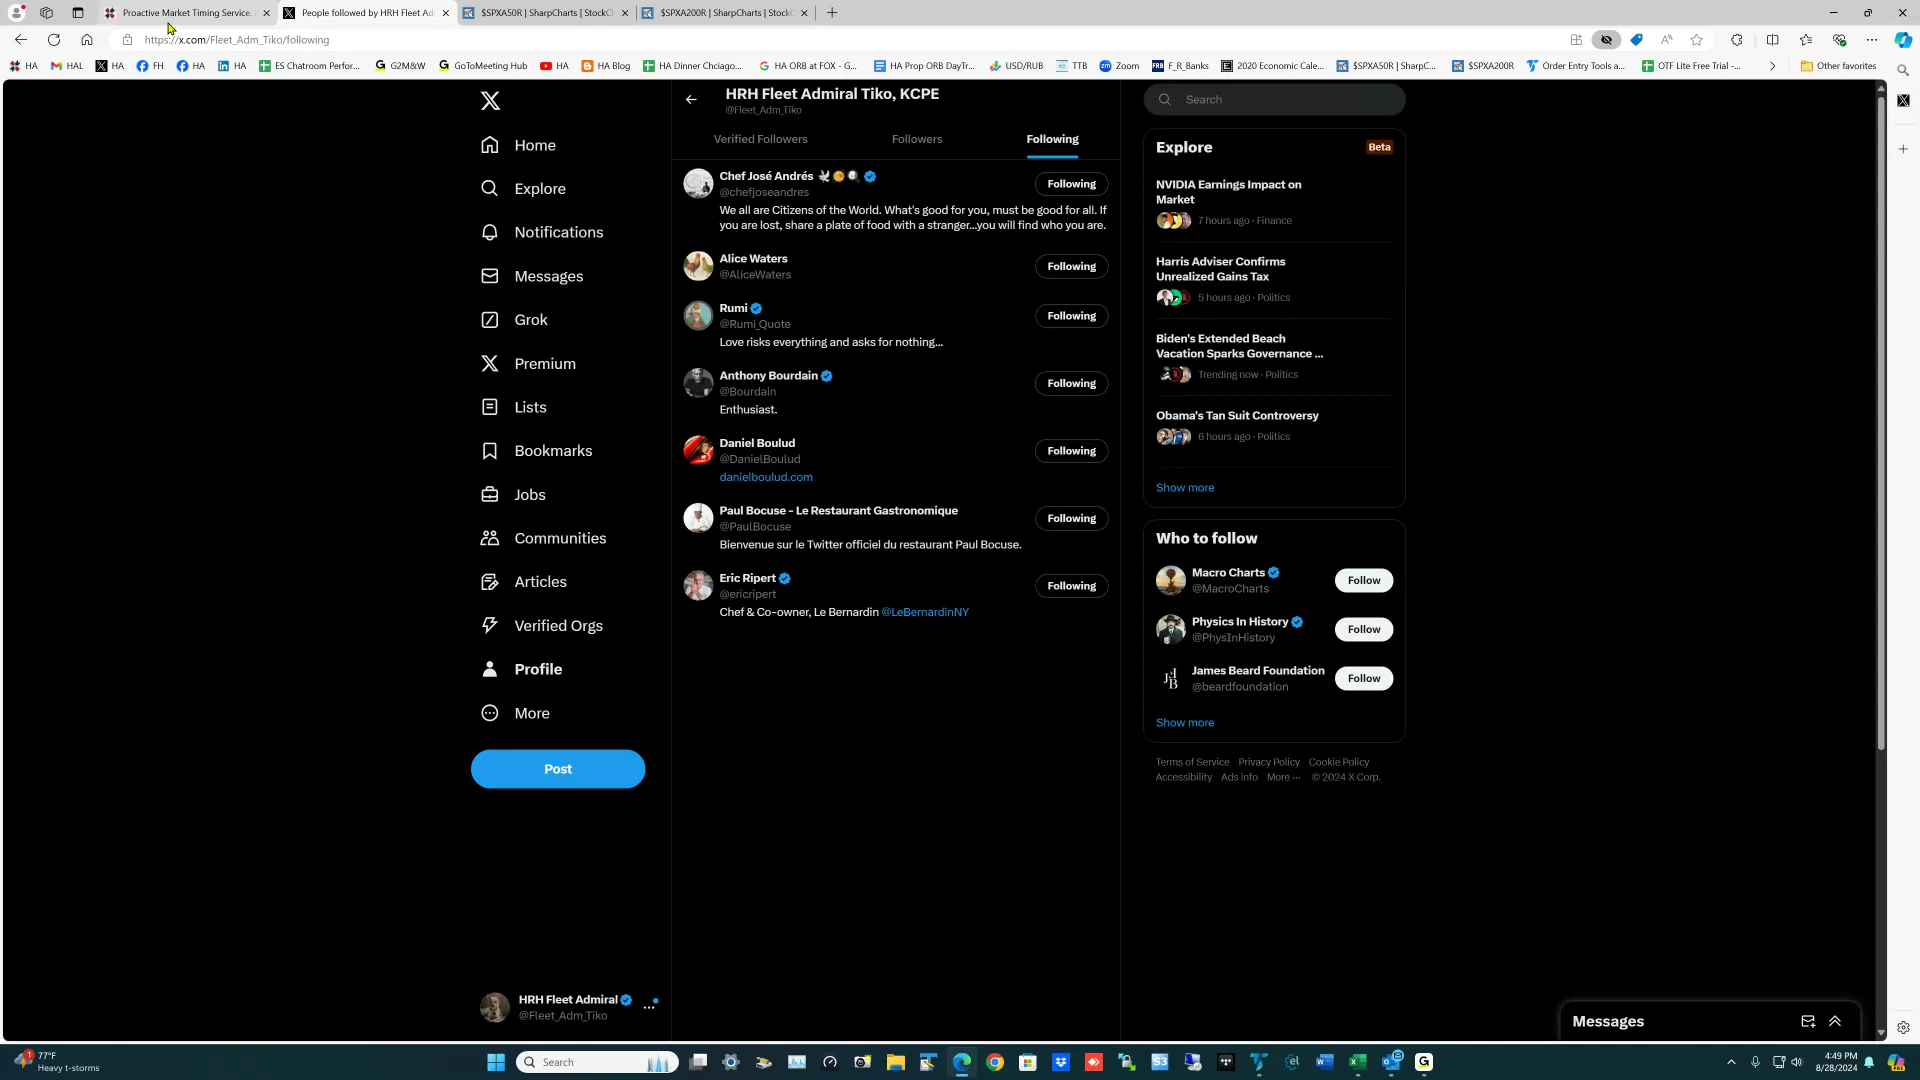 Proactive Market Timing Service.
People followed by HRH Fleet Ad
$SPXA50R | SharpCharts | StockC
$SPXA200R | SharpCharts | StockC
https://x.com/Fleet_Adm_Tiko/following
HA
HAL
HA
FH
HA
HA
ES Chatroom Perfor...
G2M&W
GoToMeeting Hub
HA
HA Blog
HA Dinner Chciago...
HA ORB at FOX - G...
HA Prop ORB DayTr...
USD/RUB
TTB
Zoom
F_R_Banks
2020 Economic Cale...
$SPXA50R | SharpC...
$SPXA200R
Order Entry Tools a...
OTF Lite Free Trial -...
Other favorites
Home
Explore
Notifications
Messages
Grok
Premium
Lists
Bookmarks
Jobs
Communities
Articles
Verified Orgs
Profile
More
Post
HRH Fleet Admiral
@Fleet_Adm_Tiko
HRH Fleet Admiral Tiko, KCPE
@Fleet_Adm_Tiko
Verified Followers
Followers
Following
Chef José Andrés
@chefjoseandres
Following
We all are Citizens of the World. What's good for you, must be good for all. If
you are lost, share a plate of food with a stranger...you will find who you are.
Alice Waters
@AliceWaters
Following
Rumi
@Rumi_Quote
Following
Love risks everything and asks for nothing...
Anthony Bourdain
@Bourdain
Following
Enthusiast.
Daniel Boulud
@DanielBoulud
Following
danielboulud.com
Paul Bocuse - Le Restaurant Gastronomique
@PaulBocuse
Following
Bienvenue sur le Twitter officiel du restaurant Paul Bocuse.
Eric Ripert
@ericripert
Following
Chef & Co-owner, Le Bernardin @LeBernardinNY
Search
Explore
Beta
NVIDIA Earnings Impact on
Market
7 hours ago · Finance
Harris Adviser Confirms
Unrealized Gains Tax
5 hours ago · Politics
Biden's Extended Beach
Vacation Sparks Governance ...
Trending now · Politics
Obama's Tan Suit Controversy
6 hours ago · Politics
Show more
Who to follow
Macro Charts
@MacroCharts
Follow
Physics In History
@PhysInHistory
Follow
James Beard Foundation
@beardfoundation
Follow
Show more
Terms of Service Privacy Policy Cookie Policy
Accessibility Ads info More ··· © 2024 X Corp.
Messages
77°F
Heavy t-storms
Search
4:49 PM
8/28/2024